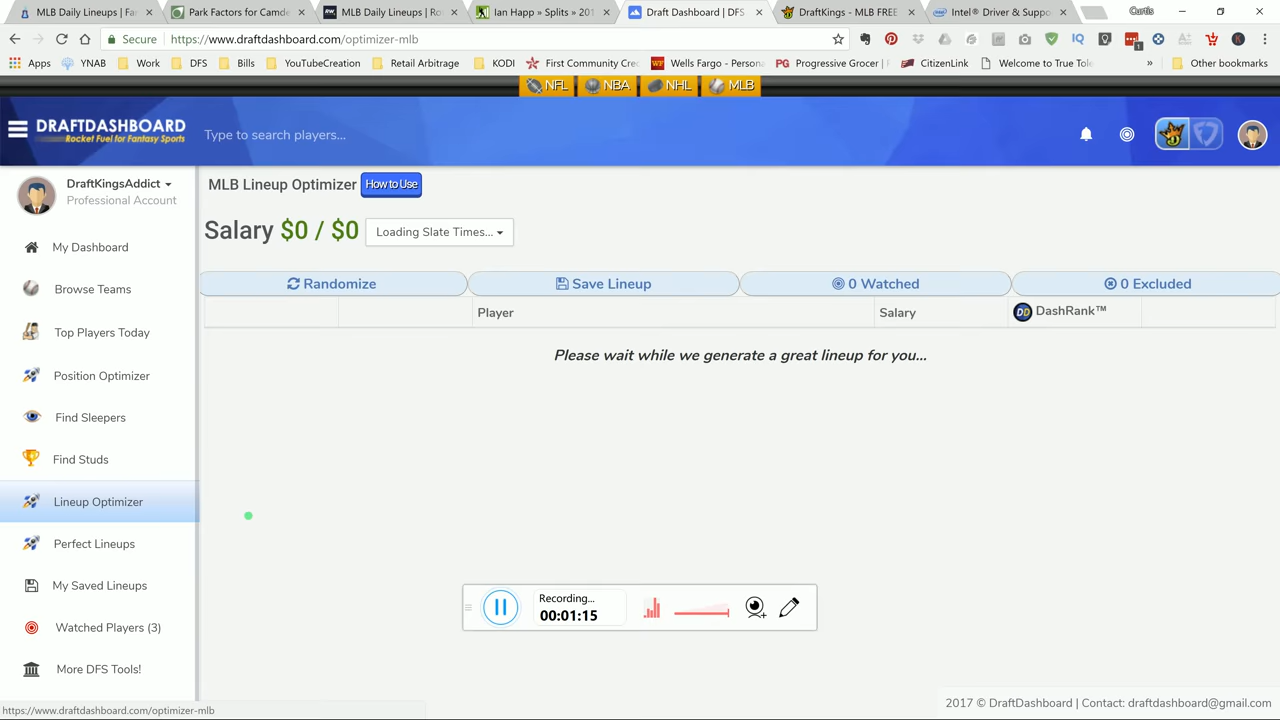 MLB Daily Lineups | Fan
Park Factors for Camde
MLB Daily Lineups | Ro
Ian Happ » Splits » 201
Draft Dashboard | DFS
DraftKings - MLB FREE
Intel® Driver & Suppo
Curtis
Secure
https://www.draftdashboard.com/optimizer-mlb
Apps
YNAB
Work
DFS
Bills
YouTubeCreation
Retail Arbitrage
KODI
First Community Cre
Wells Fargo - Persona
Progressive Grocer |
CitizenLink
Welcome to True Tole
»
Other bookmarks
NFL
NBA
NHL
MLB
DRAFTDASHBOARD
Rocket Fuel for Fantasy Sports
Type to search players...
DraftKingsAddict
Professional Account
My Dashboard
Browse Teams
Top Players Today
Position Optimizer
Find Sleepers
Find Studs
Lineup Optimizer
Perfect Lineups
My Saved Lineups
Watched Players (3)
More DFS Tools!
MLB Lineup Optimizer How to Use
Salary $0 / $0 Loading Slate Times...
Randomize
Save Lineup
0 Watched
0 Excluded
Player
Salary
DD DashRank™
Please wait while we generate a great lineup for you...
Recording...
00:01:15
https://www.draftdashboard.com/optimizer-mlb
2017 © DraftDashboard | Contact: draftdashboard@gmail.com